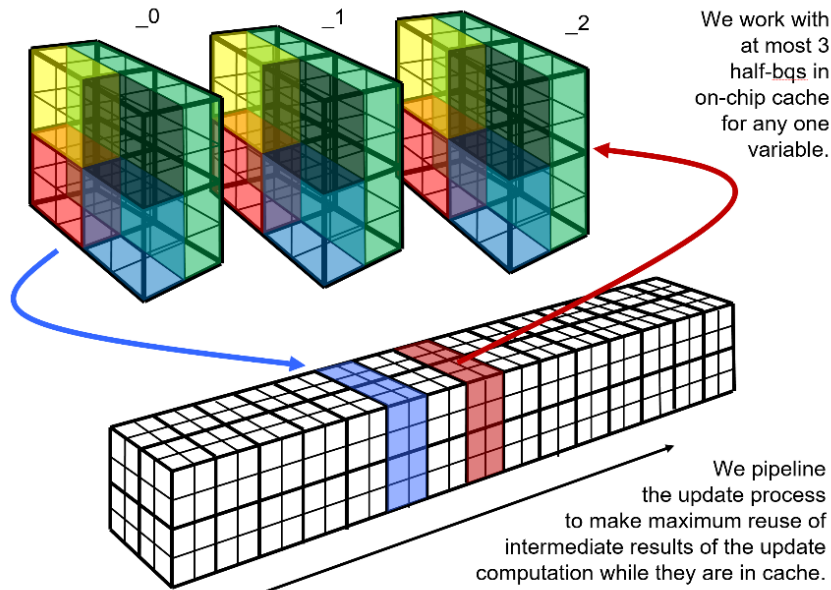 _0
_1
_2
We work with
at most 3
half-bqs in
on-chip cache
for any one
variable.
We pipeline
the update process
to make maximum reuse of
intermediate results of the update
computation while they are in cache.